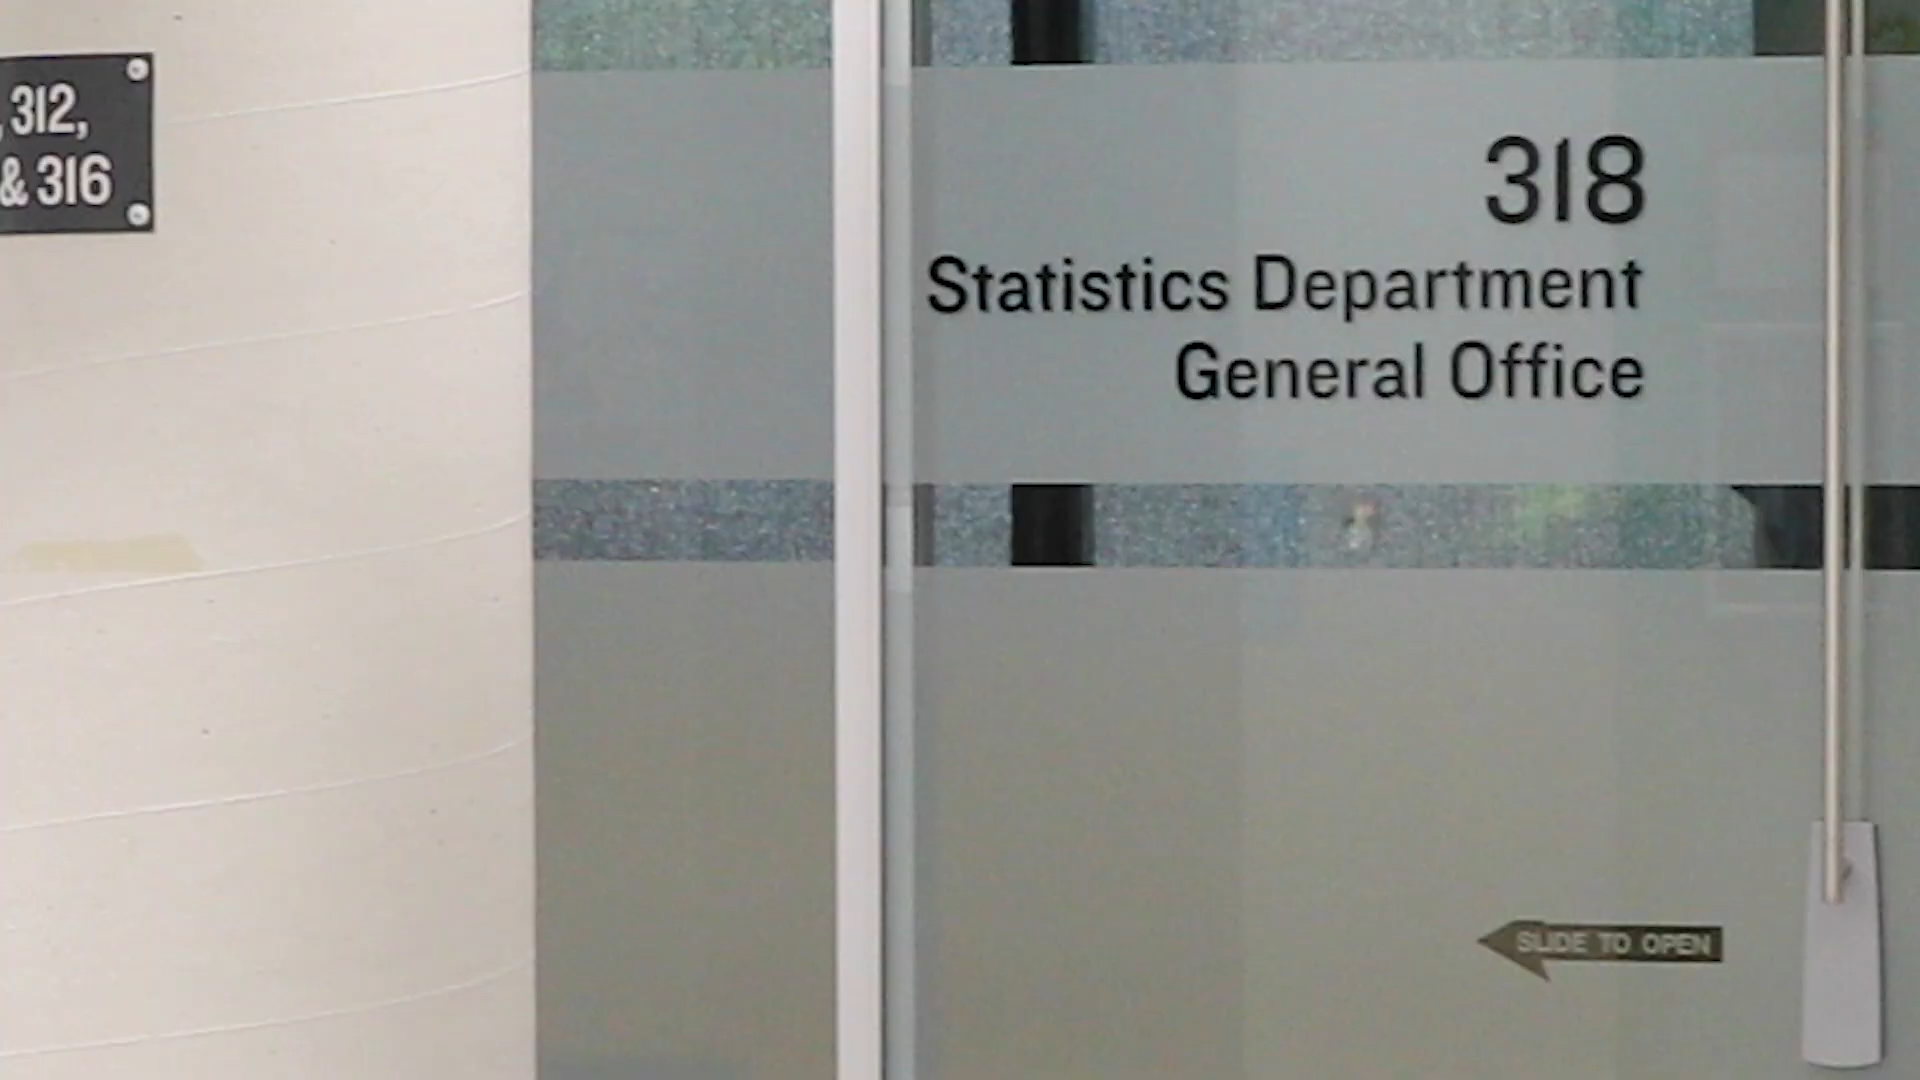 , 312,
& 316
318
Statistics Department
General Office
SLIDE TO OPEN